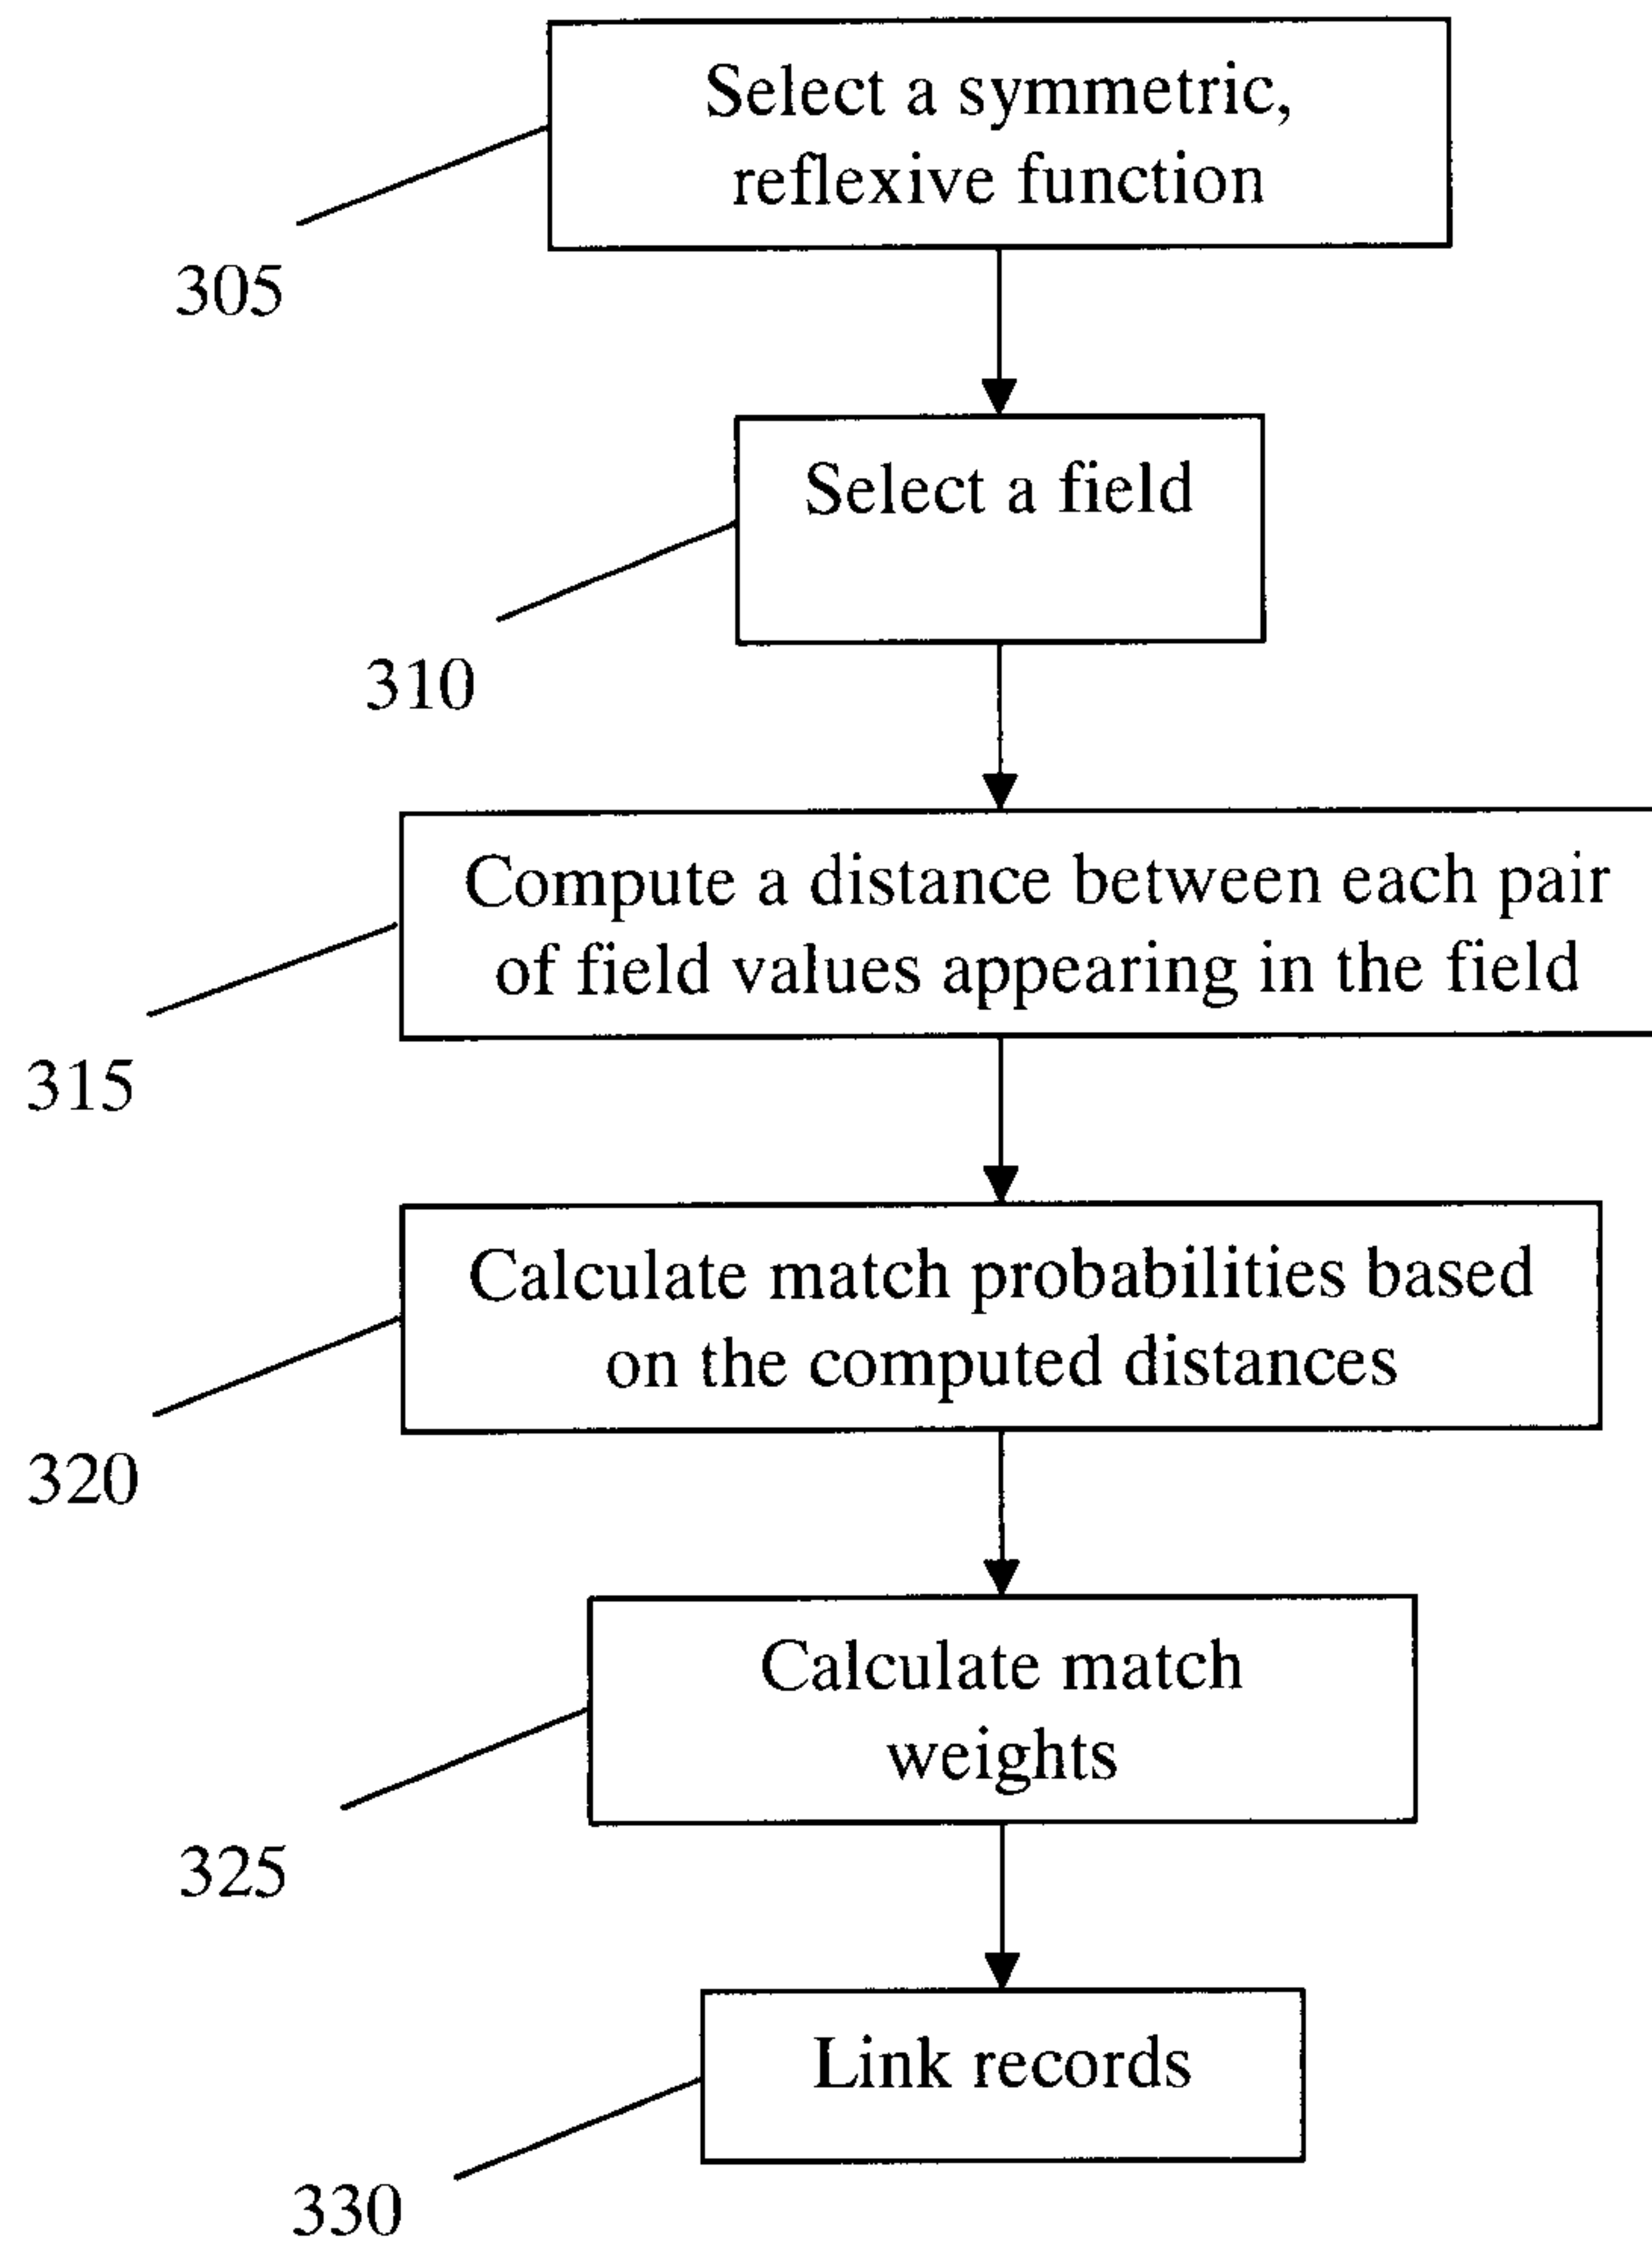 Select a symmetric,
reflexive function
305
Select a field
310
Compute a distance between each pair
of field values appearing in the field
315
Calculate match probabilities based
on the computed distances
320
Calculate match
weights
325
Link records
330